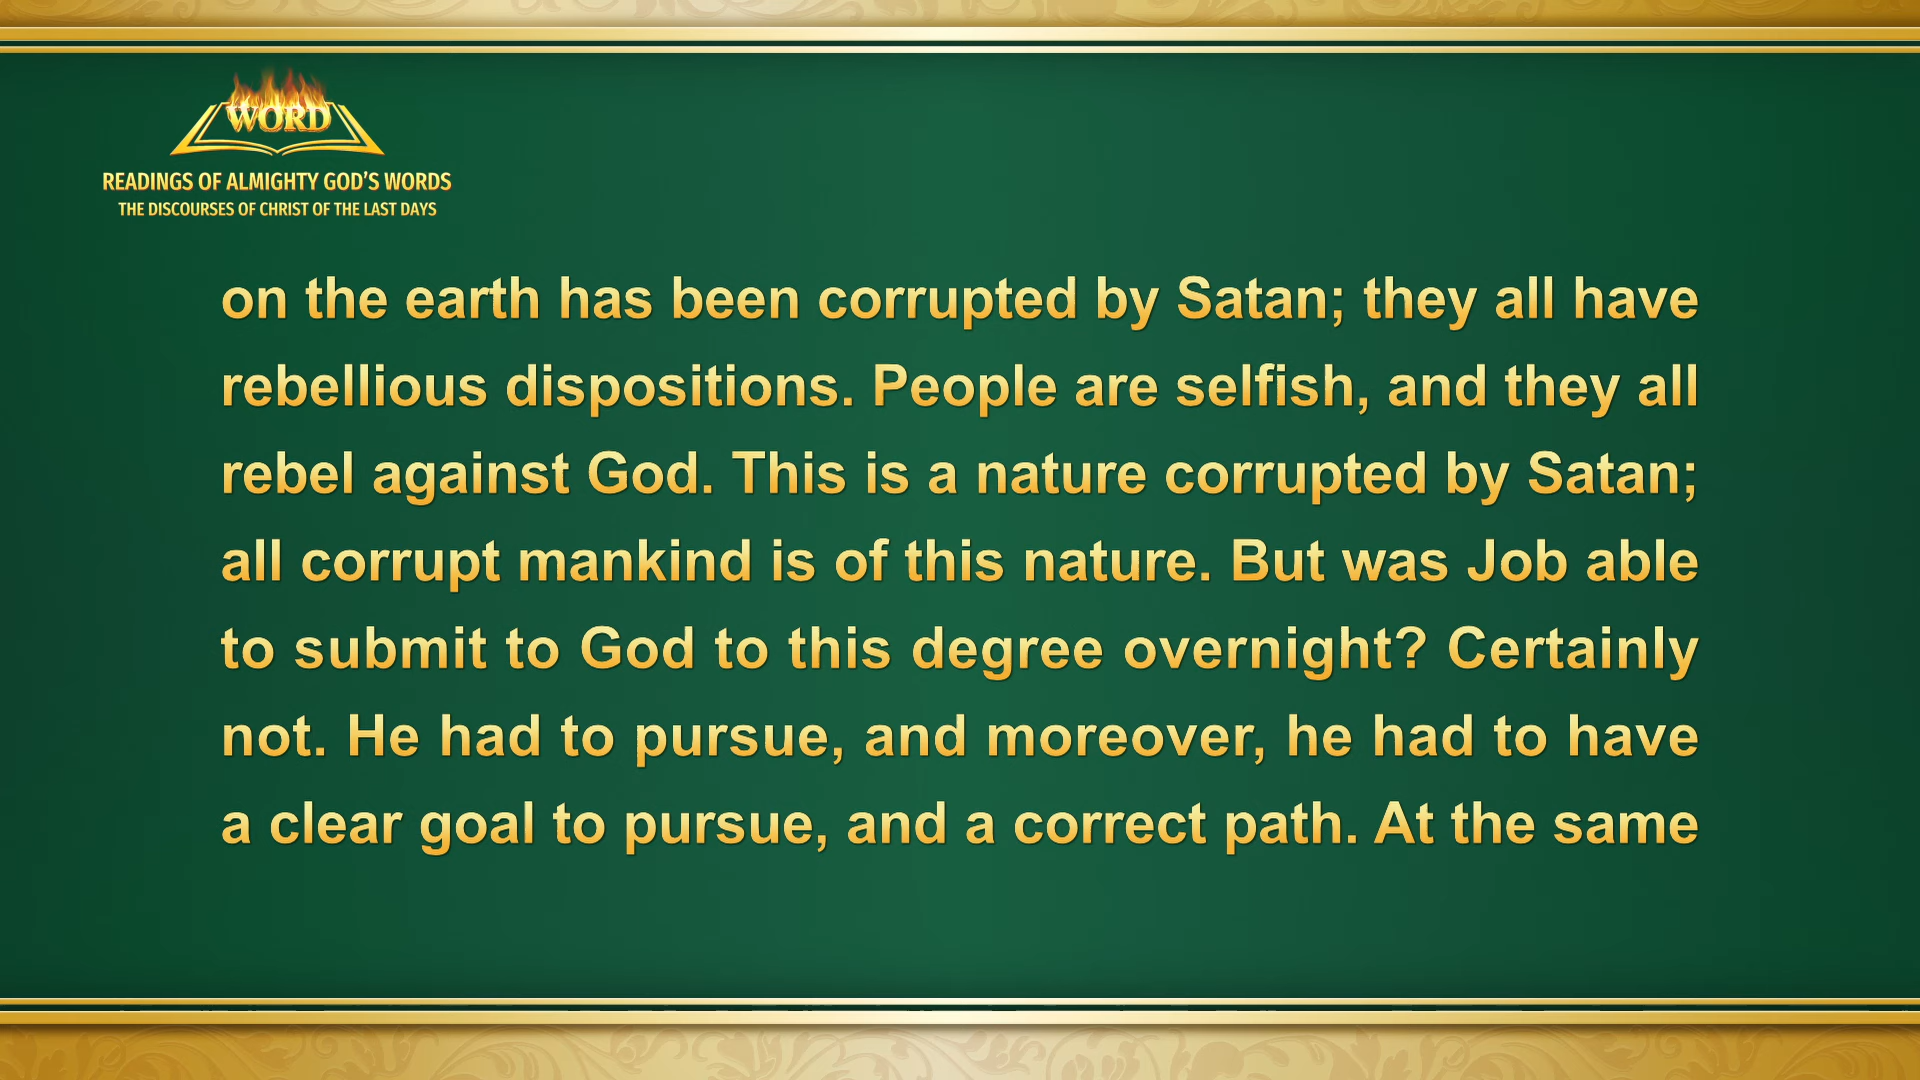 WORD
READINGS OF ALMIGHTY GOD'S WORDS
THE DISCOURSES OF CHRIST OF THE LAST DAYS
on the earth has been corrupted by Satan; they all have
rebellious dispositions. People are selfish, and they all
rebel against God. This is a nature corrupted by Satan;
all corrupt mankind is of this nature. But was Job able
to submit to God to this degree overnight? Certainly
not. He had to pursue, and moreover, he had to have
a clear goal to pursue, and a correct path. At the same